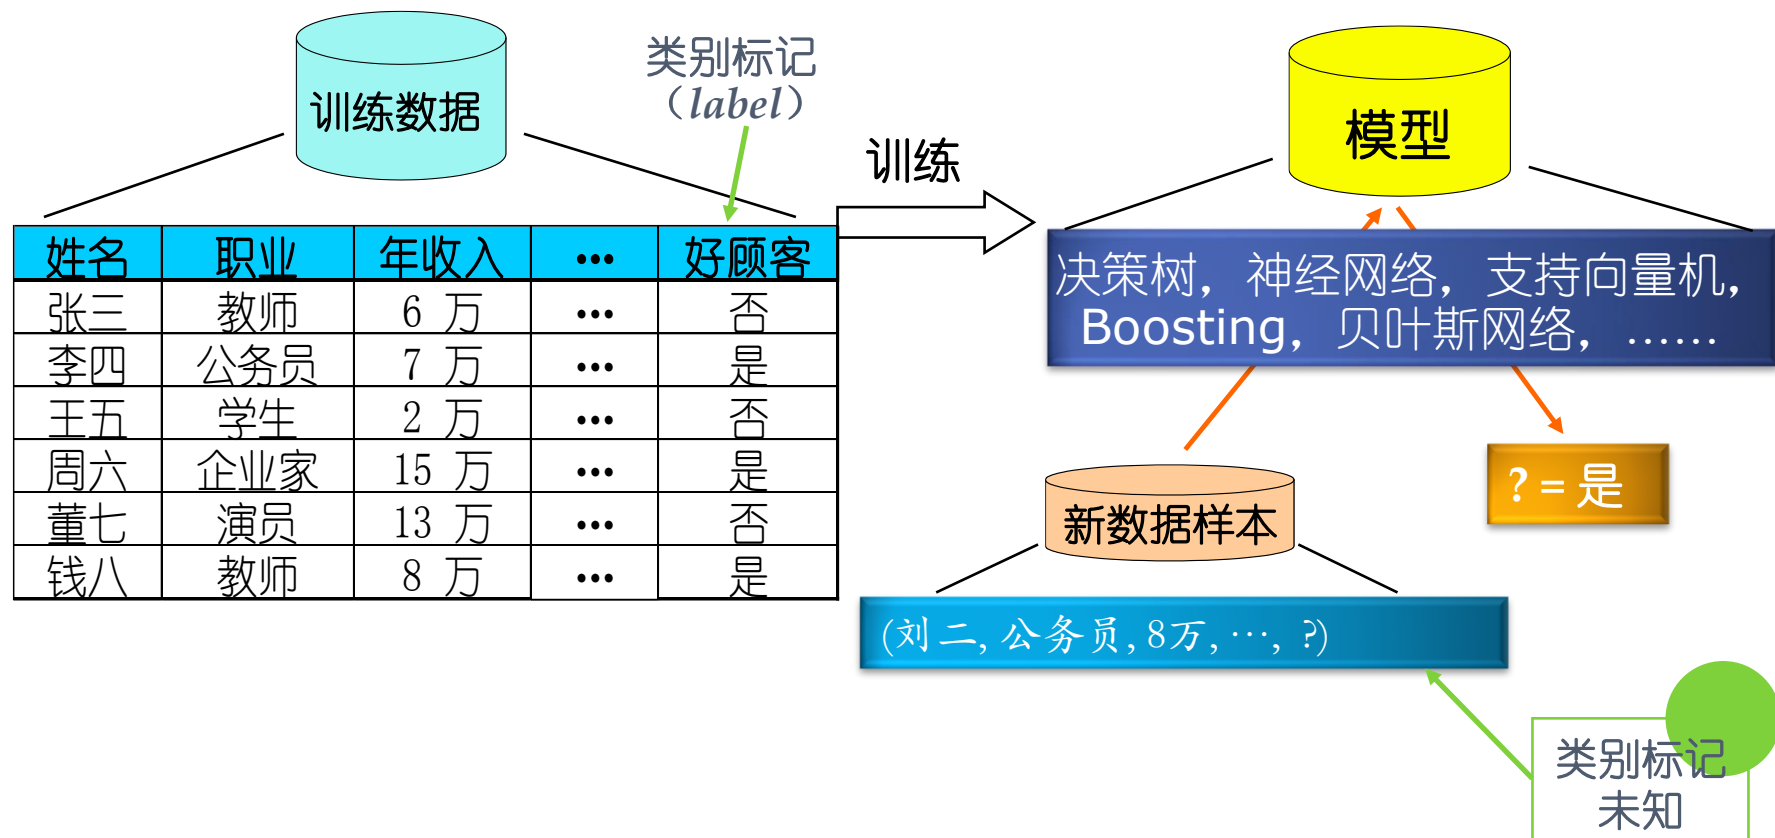 训练数据
类别标记
（label）
训练
模型
姓名 职业 年收入 ... 好顾客
张三 教师 6 万 ... 否
李四 公务员 7 万 ... 是
王五 学生 2 万 ... 否
周六 企业家 15 万 ... 是
董七 演员 13 万 ... 否
钱八 教师 8 万 ... 是
决策树，神经网络，支持向量机，
Boosting，贝叶斯网络，……
? = 是
新数据样本
(刘二, 公务员, 8万, …, ?)
类别标记
未知